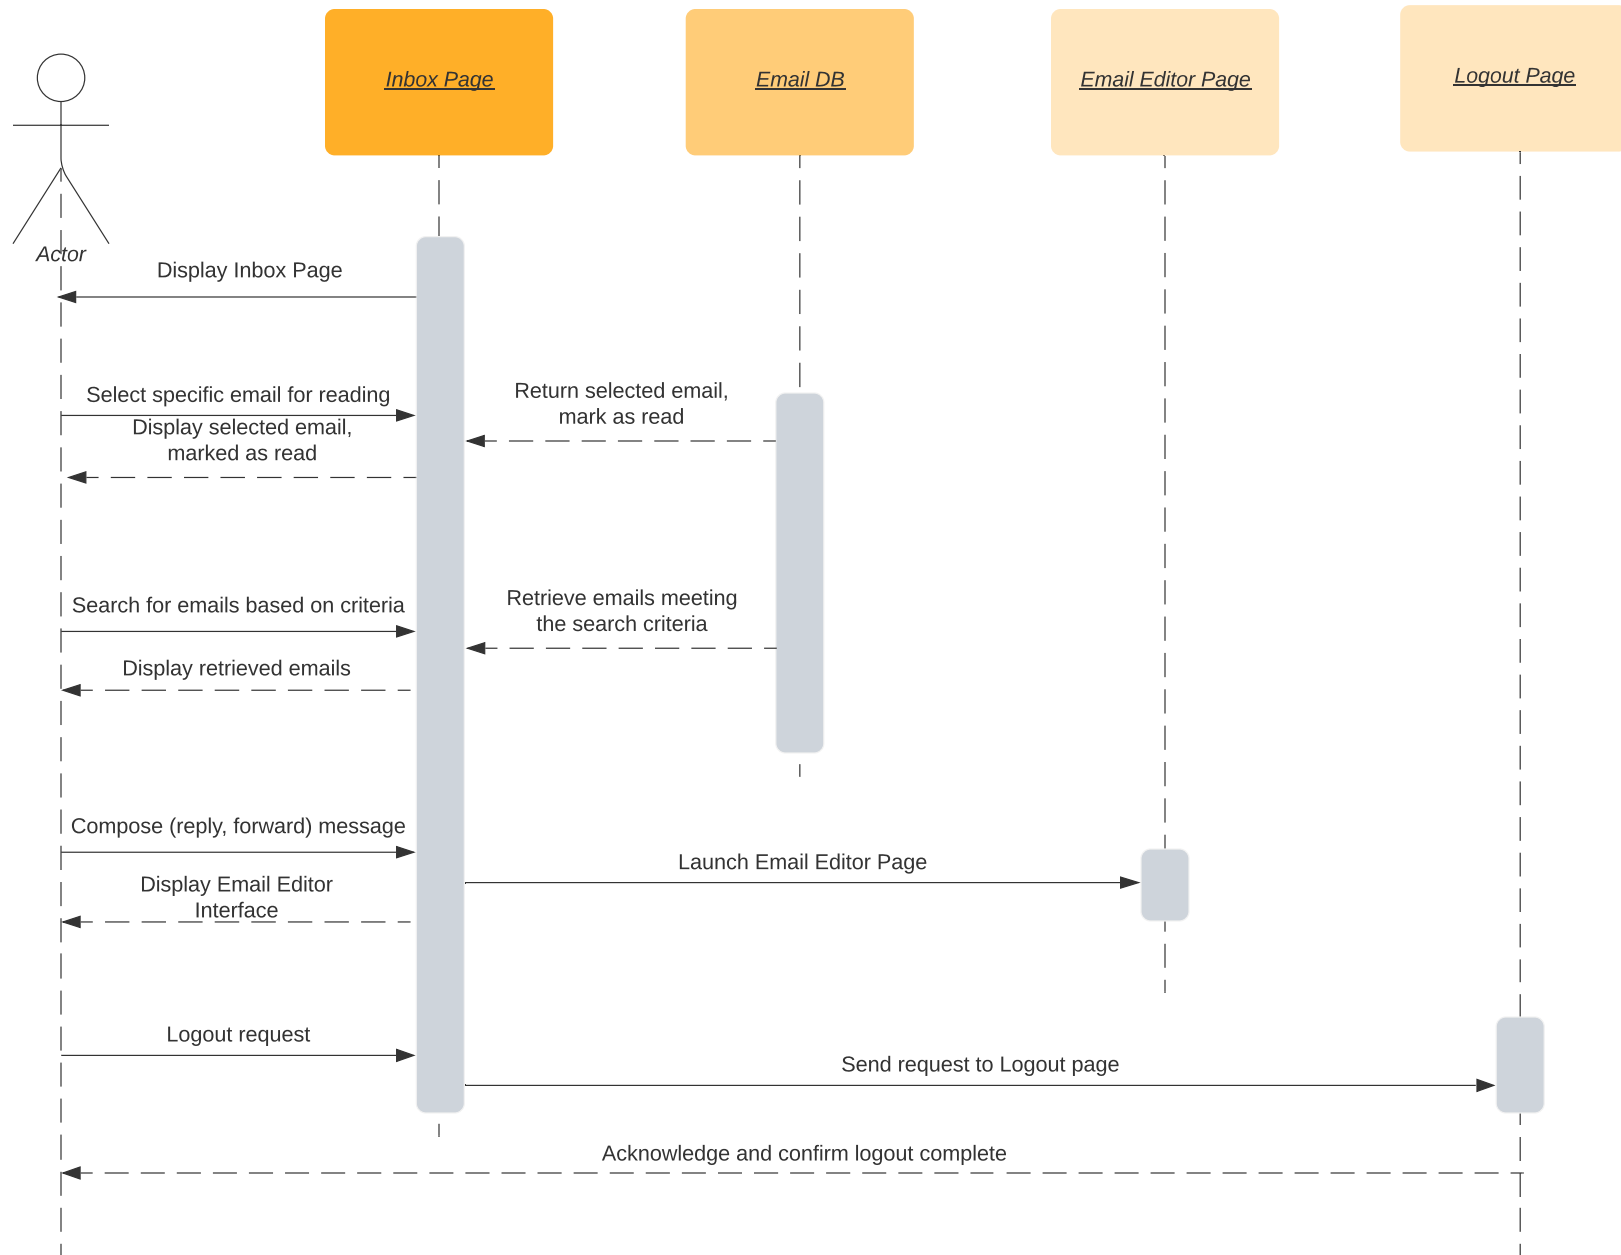 Inbox Page
Email DB
Email Editor Page
Logout Page
Actor
Display Inbox Page
Select specific email for reading
Return selected email,
mark as read
Display selected email,
marked as read
Search for emails based on criteria
Retrieve emails meeting
the search criteria
Display retrieved emails
Compose (reply, forward) message
Launch Email Editor Page
Display Email Editor
Interface
Logout request
Send request to Logout page
Acknowledge and confirm logout complete